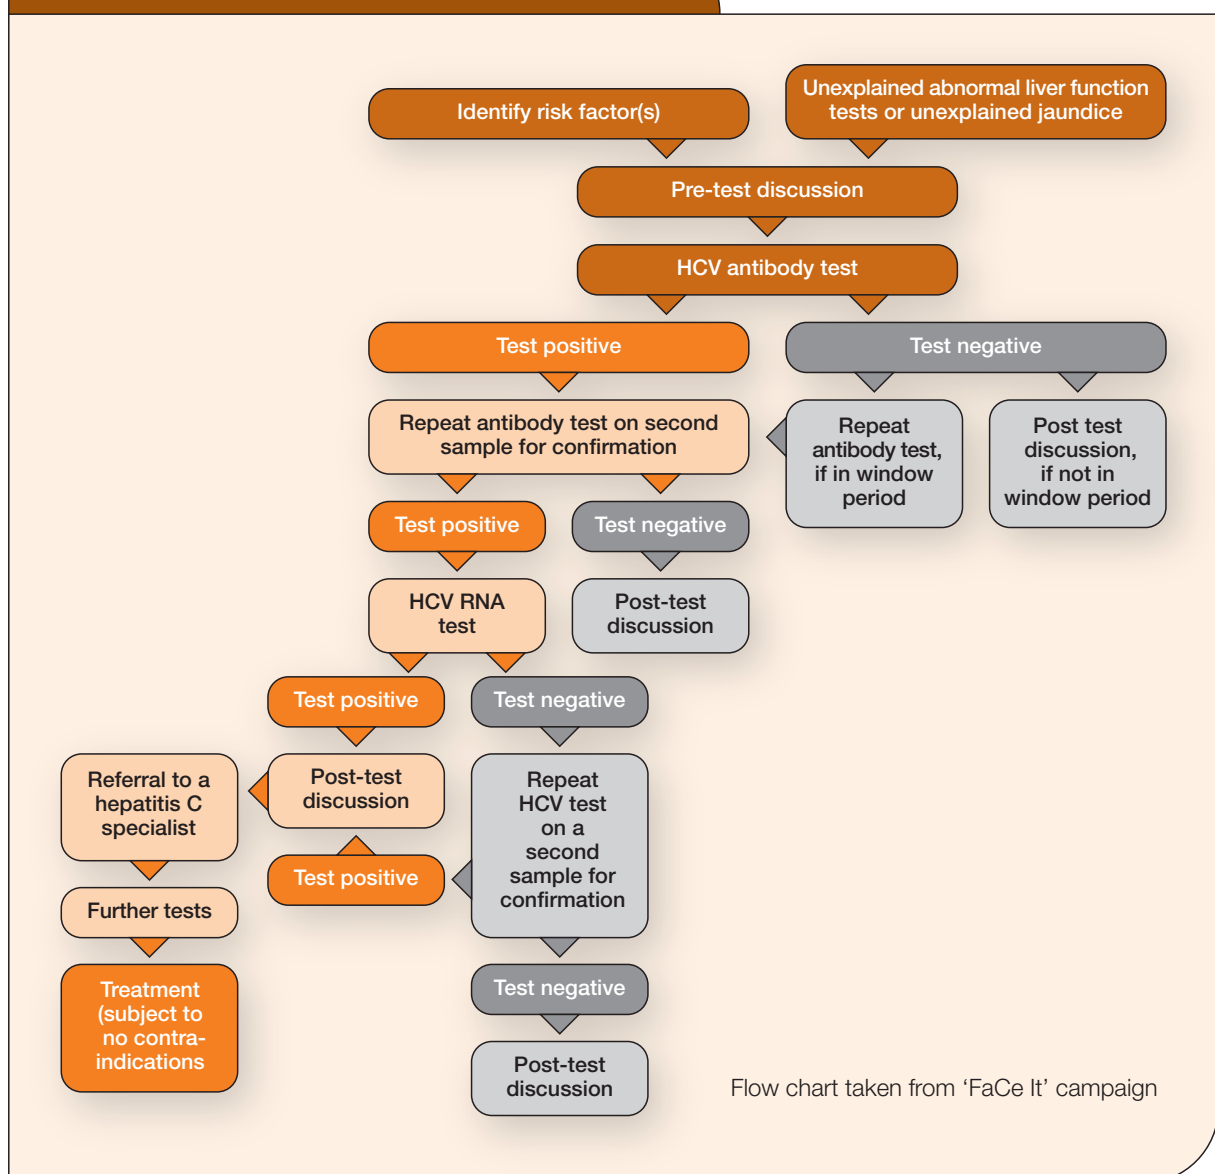 Identify risk factor(s)
Unexplained abnormal liver function
tests or unexplained jaundice
Pre-test discussion
HCV antibody test
Test positive
Test negative
Repeat antibody test on second
sample for confirmation
Repeat
antibody test,
if in window
period
Post test
discussion,
if not in
window period
Test positive
Test negative
HCV RNA
test
Post-test
discussion
Test positive
Test negative
Referral to a
hepatitis C
specialist
Post-test
discussion
Repeat
HCV test
on a
second
sample for
confirmation
Test positive
Further tests
Treatment
(subject to
no contra-
indications
Test negative
Post-test
discussion
Flow chart taken from ‘FaCe It’ campaign